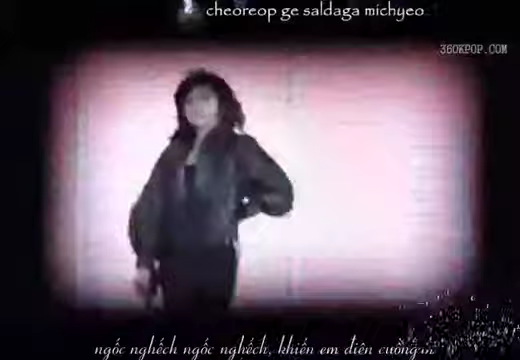 cheoreop ge saldaga michyeo
360KPOP.COM
ngốc nghếch ngốc nghếch, khiến em điên cuồng...